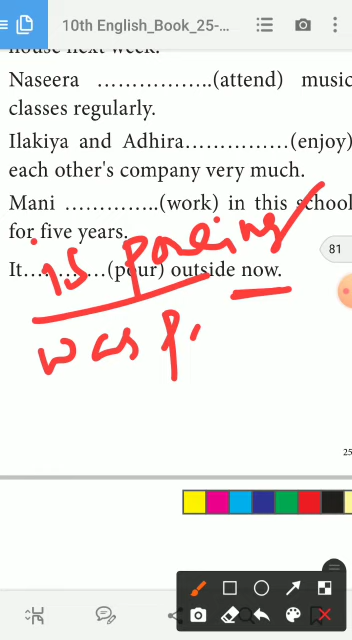 10th English_Book_25-...
house next week.
Naseera ……………..(attend) music
classes regularly.
Ilakiya and Adhira……………(enjoy)
each other's company very much.
Mani …………..(work) in this school
for five years.
81
is
It…………(pour) outside now.
was p
25